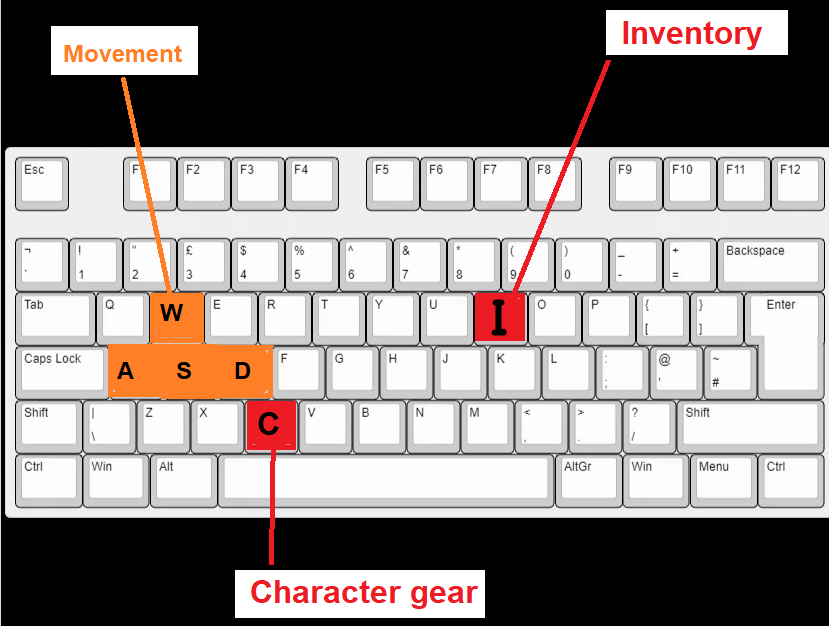 Inventory
Movement
Esc F1 F2 F3 F4 F5 F6 F7 F8 F9 F10 F11 F12
¬ ! " £ $ % ^ & * ( ) _ + Backspace
` 1 2 3 4 5 6 7 8 9 0 - =
Tab Q W E R T Y U I O P { } Enter
[ ]
Caps Lock A S D F G H J K L : @ ~
; ' #
Shift | Z X C V B N M < > ? Shift
\ , . /
Ctrl Win Alt AltGr Win Menu Ctrl
Character gear